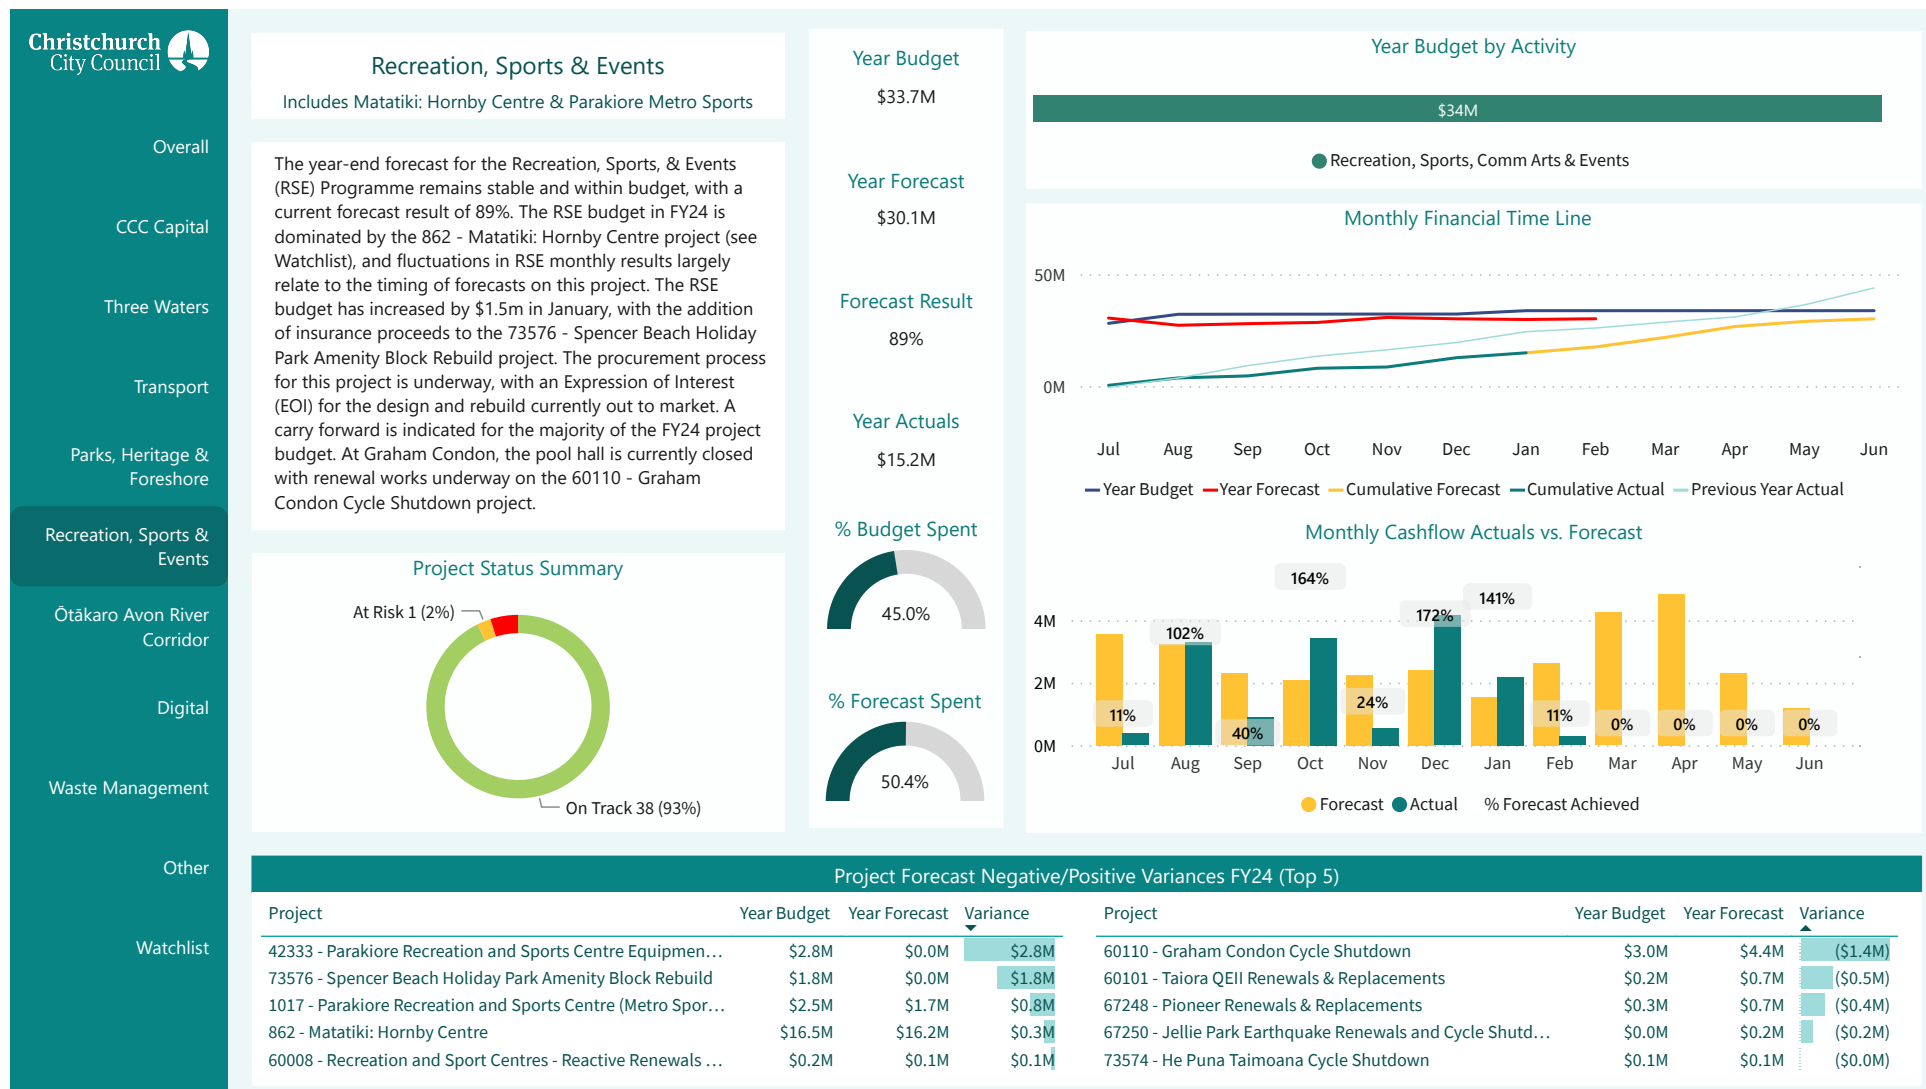 Christchurch
City Council
Overall
CCC Capital
Three Waters
Transport
Parks, Heritage &
Foreshore
Recreation, Sports &
Events
Ōtākaro Avon River
Corridor
Digital
Waste Management
Other
Watchlist
Recreation, Sports & Events
Includes Matatiki: Hornby Centre & Parakiore Metro Sports
The year-end forecast for the Recreation, Sports, & Events
(RSE) Programme remains stable and within budget, with a
current forecast result of 89%. The RSE budget in FY24 is
dominated by the 862 - Matatiki: Hornby Centre project (see
Watchlist), and fluctuations in RSE monthly results largely
relate to the timing of forecasts on this project. The RSE
budget has increased by $1.5m in January, with the addition
of insurance proceeds to the 73576 - Spencer Beach Holiday
Park Amenity Block Rebuild project. The procurement process
for this project is underway, with an Expression of Interest
(EOI) for the design and rebuild currently out to market. A
carry forward is indicated for the majority of the FY24 project
budget. At Graham Condon, the pool hall is currently closed
with renewal works underway on the 60110 - Graham
Condon Cycle Shutdown project.
Project Status Summary
At Risk 1 (2%)
On Track 38 (93%)
Year Budget
$33.7M
Year Forecast
$30.1M
Forecast Result
89%
Year Actuals
$15.2M
% Budget Spent
45.0%
% Forecast Spent
50.4%
Year Budget by Activity
$34M
Recreation, Sports, Comm Arts & Events
Monthly Financial Time Line
50M
0M
Jul Aug Sep Oct Nov Dec Jan Feb Mar Apr May Jun
Year Budget Year Forecast Cumulative Forecast Cumulative Actual Previous Year Actual
Monthly Cashflow Actuals vs. Forecast
4M
2M
0M
11% 102% 40% 164% 24% 172% 141% 11% 0% 0% 0% 0%
Jul Aug Sep Oct Nov Dec Jan Feb Mar Apr May Jun
Forecast Actual % Forecast Achieved
Project Forecast Negative/Positive Variances FY24 (Top 5)
Project Year Budget Year Forecast Variance
42333 - Parakiore Recreation and Sports Centre Equipmen... $2.8M $0.0M $2.8M
73576 - Spencer Beach Holiday Park Amenity Block Rebuild $1.8M $0.0M $1.8M
1017 - Parakiore Recreation and Sports Centre (Metro Spor... $2.5M $1.7M $0.8M
862 - Matatiki: Hornby Centre $16.5M $16.2M $0.3M
60008 - Recreation and Sport Centres - Reactive Renewals ... $0.2M $0.1M $0.1M
Project Year Budget Year Forecast Variance
60110 - Graham Condon Cycle Shutdown $3.0M $4.4M ($1.4M)
60101 - Taiora QEII Renewals & Replacements $0.2M $0.7M ($0.5M)
67248 - Pioneer Renewals & Replacements $0.3M $0.7M ($0.4M)
67250 - Jellie Park Earthquake Renewals and Cycle Shutd... $0.0M $0.2M ($0.2M)
73574 - He Puna Taimoana Cycle Shutdown $0.1M $0.1M ($0.0M)